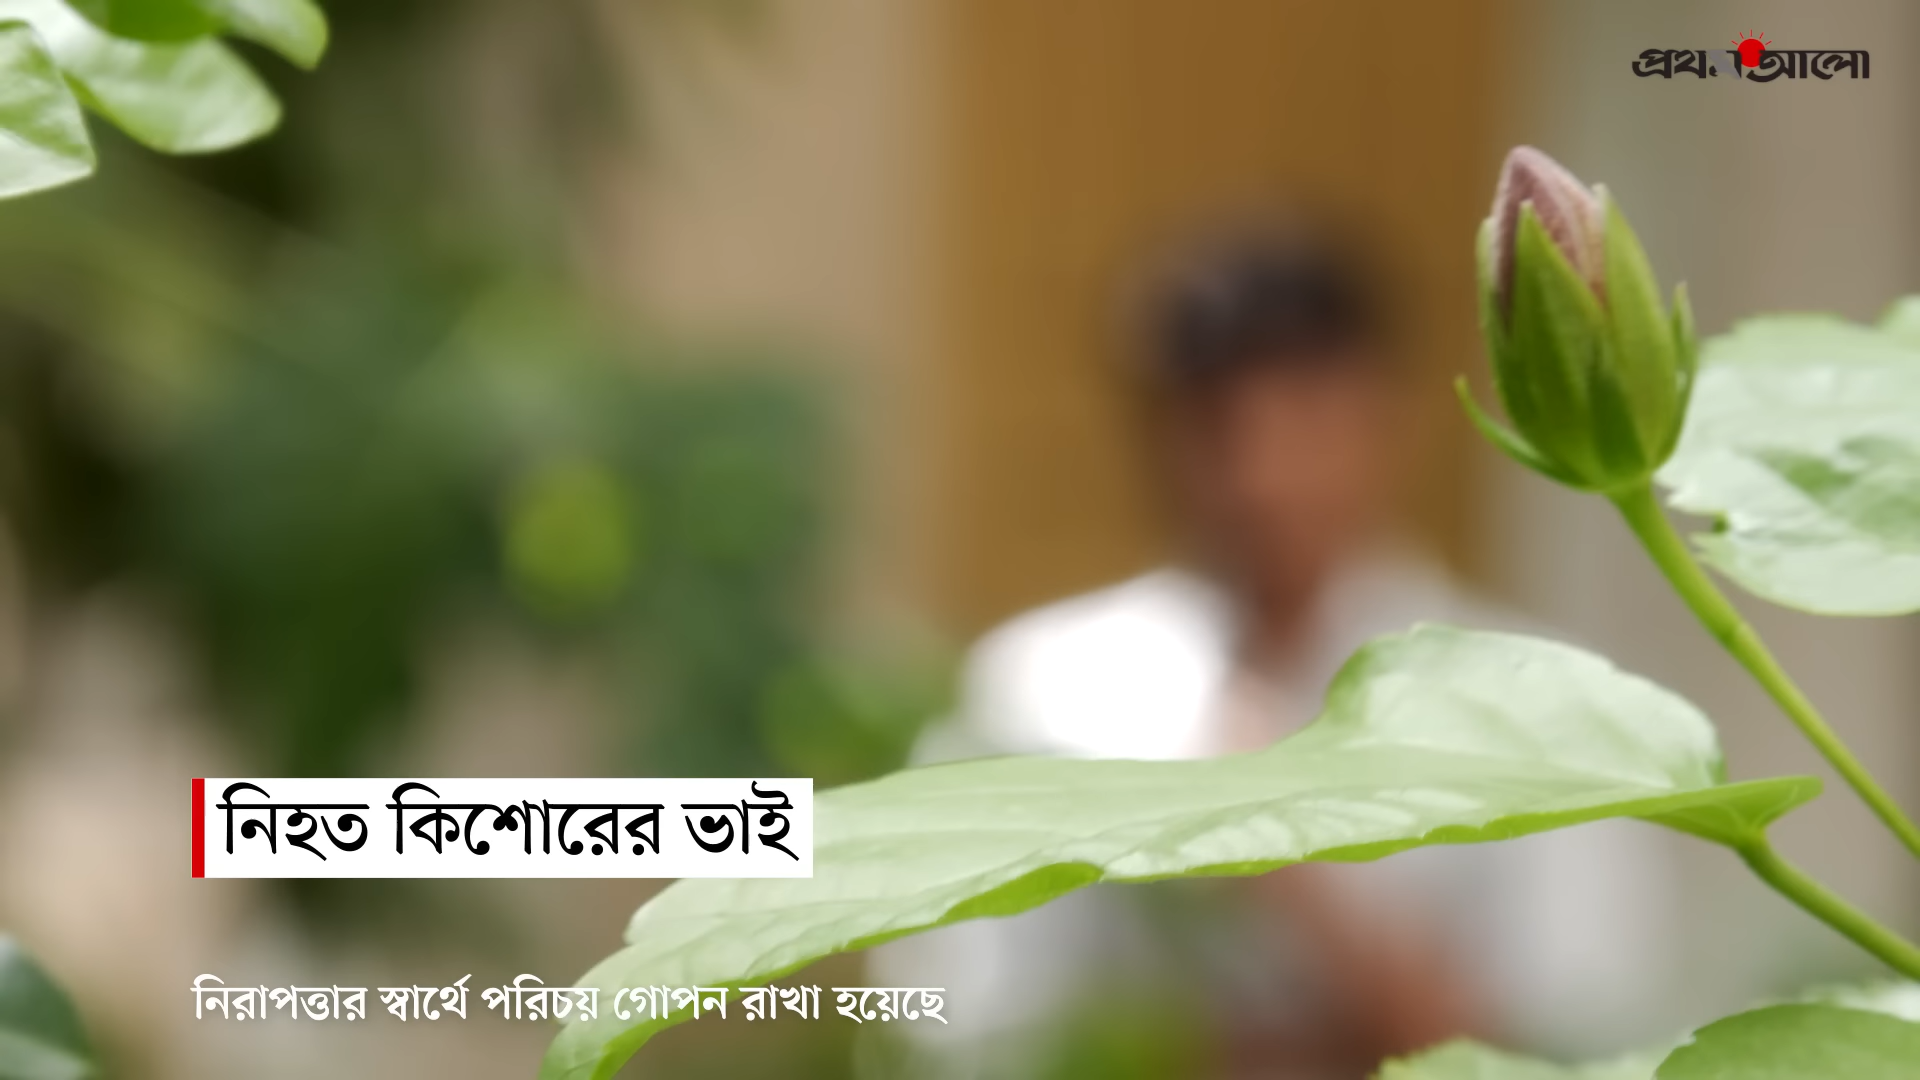 প্রথম আলো
নিহত কিশোরের ভাই
নিরাপত্তার স্বার্থে পরিচয় গোপন রাখা হয়েছে